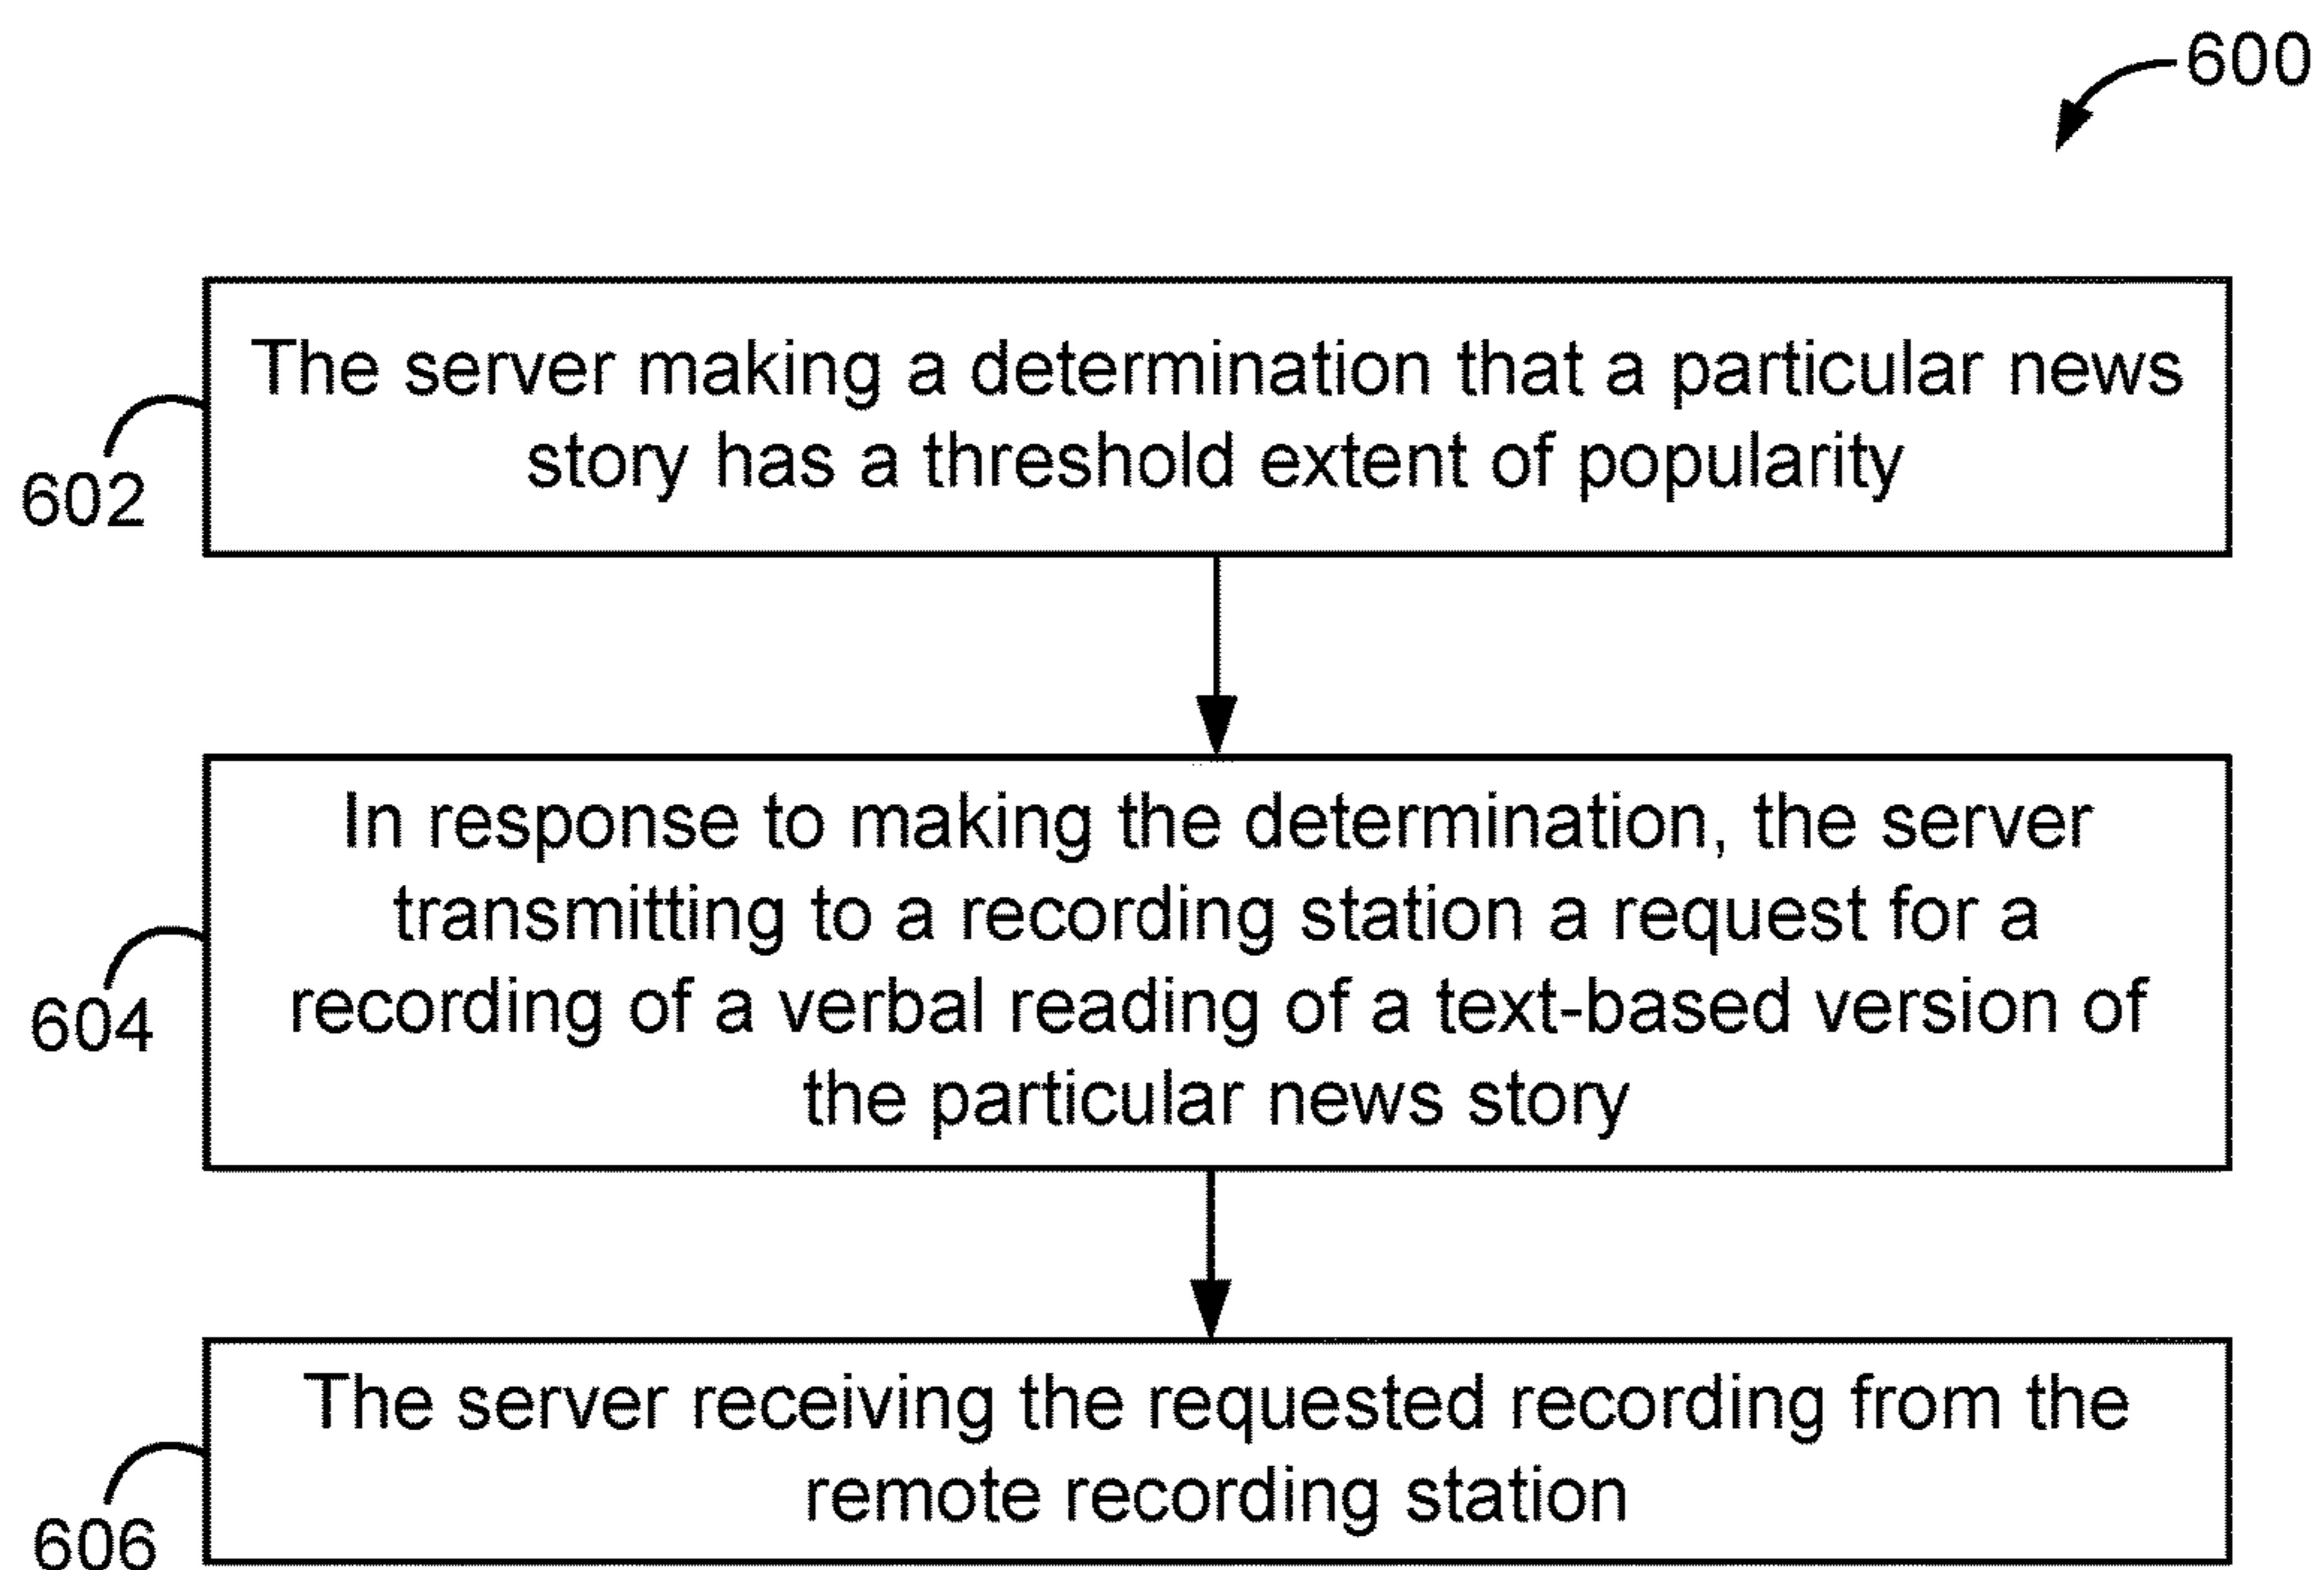 600
The server making a determination that a particular news
story has a threshold extent of popularity
602
In response to making the determination, the server
transmitting to a recording station a request for a
recording of a verbal reading of a text-based version of
the particular news story
604
The server receiving the requested recording from the
remote recording station
606